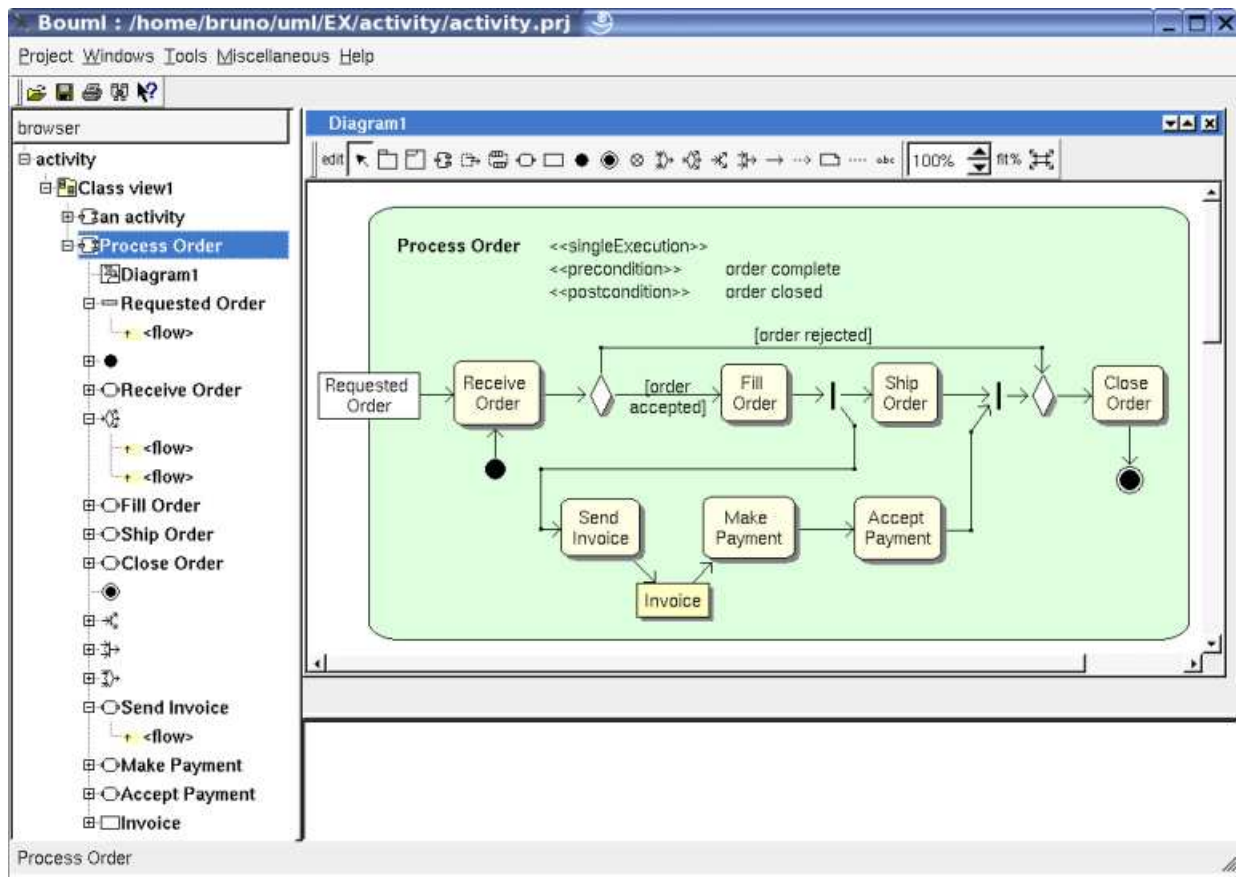 Bouml : /home/bruno/uml/EX/activity/activity.prj
Project Windows Tools Miscellaneous Help
browser
activity
Class view1
an activity
Process Order
Diagram1
Requested Order
<flow>
Receive Order
<flow>
<flow>
Fill Order
Ship Order
Close Order
Send Invoice
<flow>
Make Payment
Accept Payment
Invoice
Diagram1
edit
abc
100%
fit%
Process Order <<singleExecution>>
<<precondition>> order complete
<<postcondition>> order closed
[order rejected]
Requested
Order
Receive
Order
[order
accepted]
Fill
Order
Ship
Order
Close
Order
Send
Invoice
Make
Payment
Accept
Payment
Invoice
Process Order